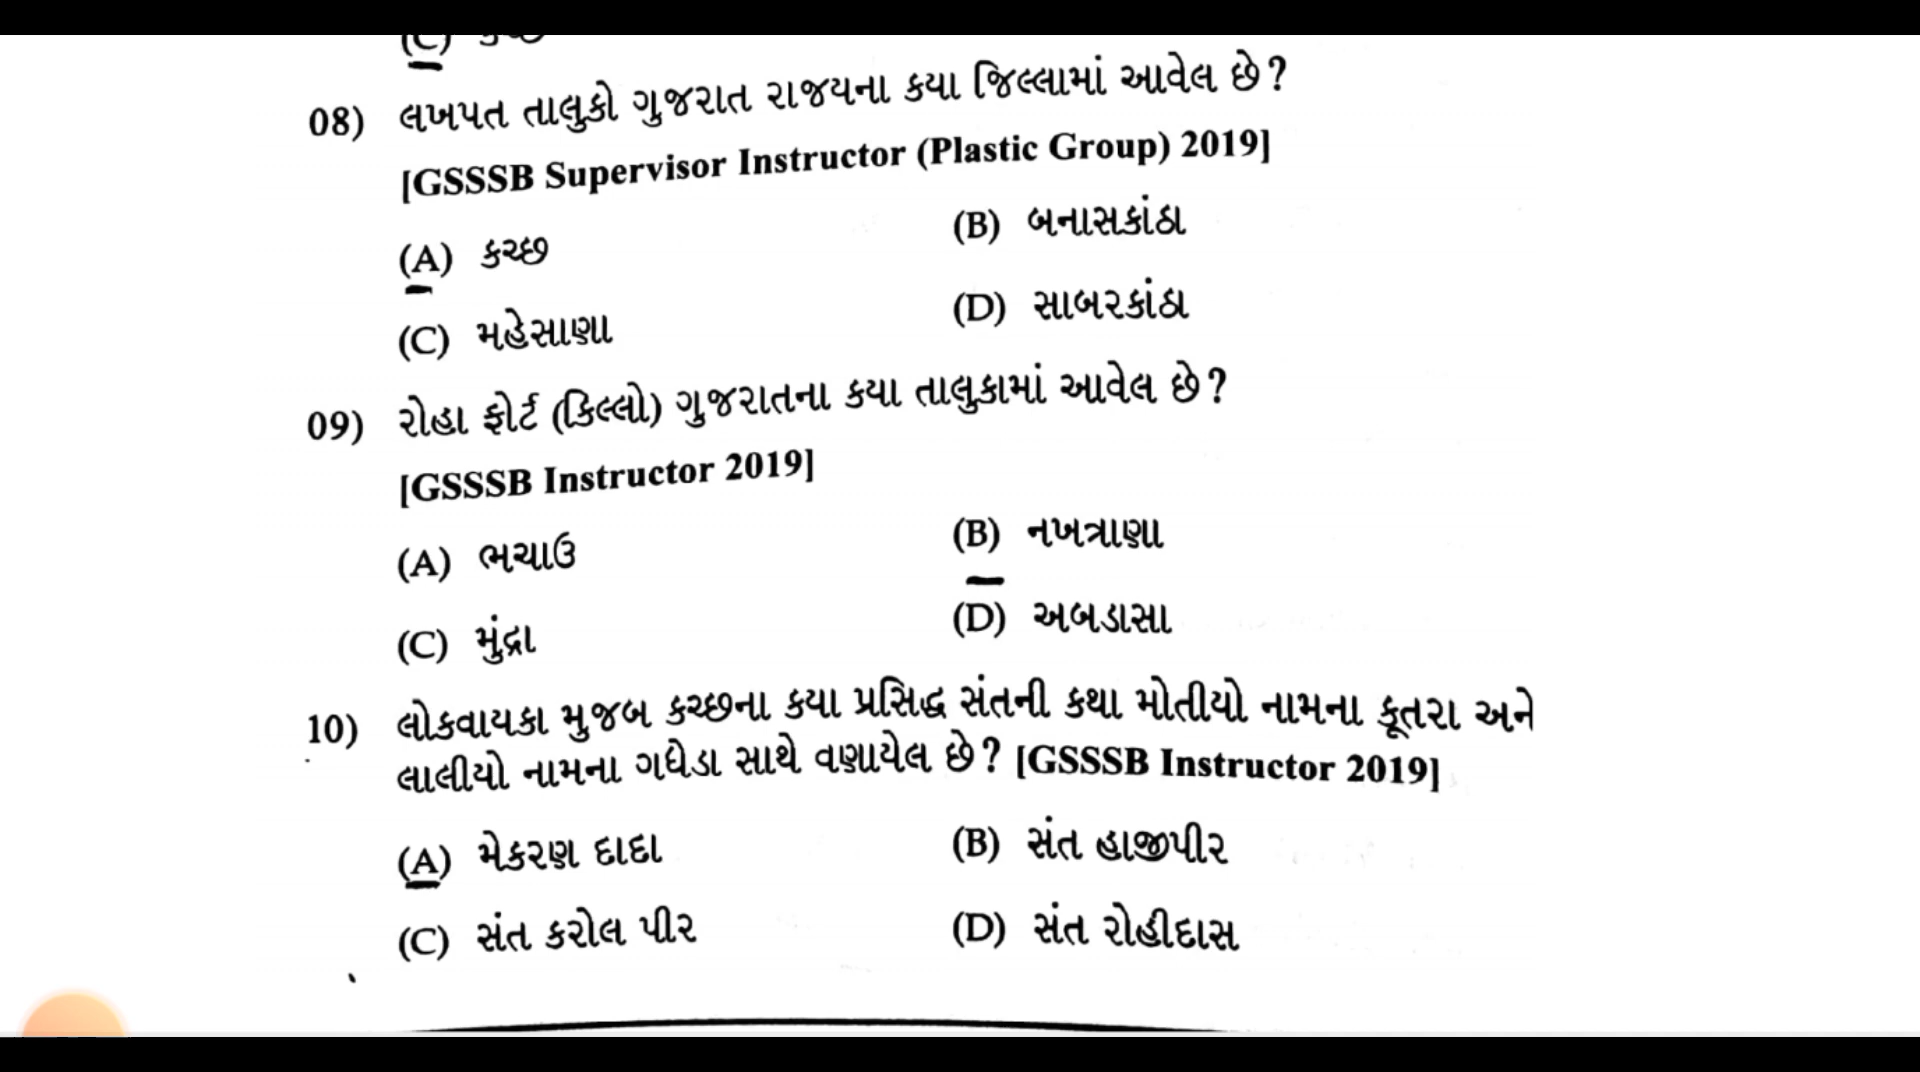 08) લખપત તાલુકો ગુજરાત રાજયના કયા જિલ્લામાં આવેલ છે?
[GSSSB Supervisor Instructor (Plastic Group) 2019]
(A) કચ્છ (B) બનાસકાંઠા
(C) મહેસાણા (D) સાબરકાંઠા
09) રોહા ફોર્ટ (કિલ્લો) ગુજરાતના કયા તાલુકામાં આવેલ છે?
[GSSSB Instructor 2019]
(A) ભચાઉ (B) નખત્રાણા
(C) મુંદ્રા (D) અબડાસા
10) લોકવાયકા મુજબ કચ્છના કયા પ્રસિદ્ધ સંતની કથા મોતીયો નામના કૂતરા અને
લાલીયો નામના ગધેડા સાથે વણાયેલ છે? [GSSSB Instructor 2019]
(A) મેકરણ દાદા (B) સંત હાજીપીર
(C) સંત કરોલ પીર (D) સંત રોહીદાસ